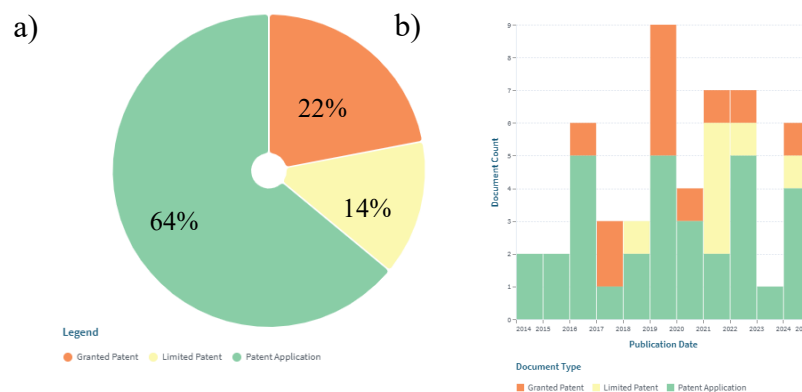 a)
22%
14%
64%
Legend
Granted Patent Limited Patent Patent Application
b)
Document Count
9
8
7
6
5
4
3
2
1
0
2014 2015 2016 2017 2018 2019 2020 2021 2022 2023 2024
Publication Date
Document Type
Granted Patent Limited Patent Patent Application